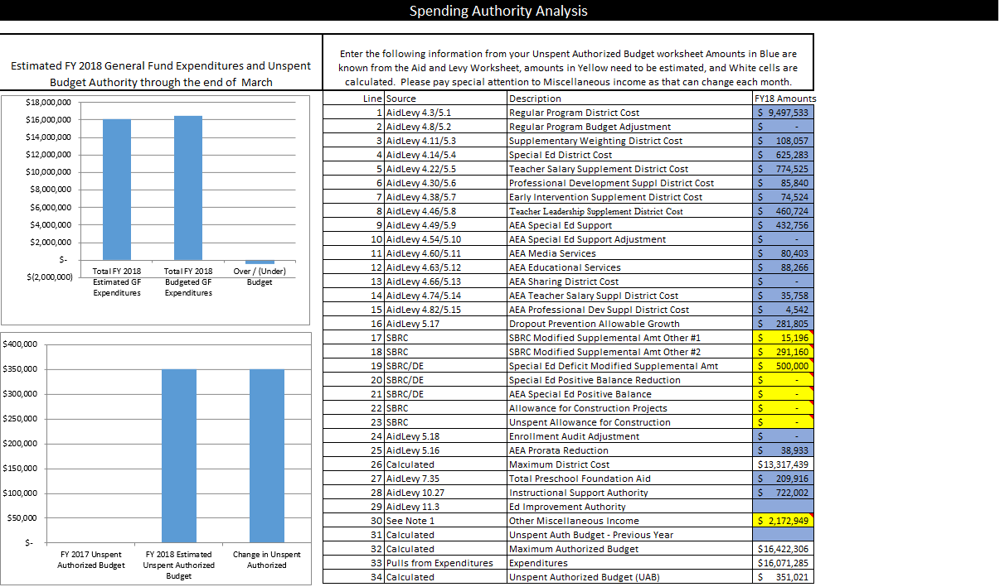 Spending Authority Analysis
Estimated FY 2018 General Fund Expenditures and Unspent
Budget Authority through the end of March
$18,000,000
$16,000,000
$14,000,000
$12,000,000
$10,000,000
$8,000,000
$6,000,000
$4,000,000
$2,000,000
$-
$(2,000,000)
Total FY 2018 Estimated GF Expenditures
Total FY 2018 Budgeted GF Expenditures
Over / (Under) Budget
$400,000
$350,000
$300,000
$250,000
$200,000
$150,000
$100,000
$50,000
$-
FY 2017 Unspent Authorized Budget
FY 2018 Estimated Unspent Authorized Budget
Change in Unspent Authorized
Enter the following information from your Unspent Authorized Budget worksheet Amounts in Blue are
known from the Aid and Levy Worksheet, amounts in Yellow need to be estimated, and White cells are
calculated. Please pay special attention to Miscellaneous income as that can change each month.
Line Source Description FY18 Amounts
1 AidLevy 4.3/5.1 Regular Program District Cost $ 9,497,533
2 AidLevy 4.8/5.2 Regular Program Budget Adjustment $ -
3 AidLevy 4.11/5.3 Supplementary Weighting District Cost $ 108,057
4 AidLevy 4.14/5.4 Special Ed District Cost $ 625,283
5 AidLevy 4.22/5.5 Teacher Salary Supplement District Cost $ 774,525
6 AidLevy 4.30/5.6 Professional Development Suppl District Cost $ 85,840
7 AidLevy 4.38/5.7 Early Intervention Supplement District Cost $ 74,524
8 AidLevy 4.46/5.8 Teacher Leadership Supplement District Cost $ 460,724
9 AidLevy 4.49/5.9 AEA Special Ed Support $ 432,756
10 AidLevy 4.54/5.10 AEA Special Ed Support Adjustment $ -
11 AidLevy 4.60/5.11 AEA Media Services $ 80,403
12 AidLevy 4.63/5.12 AEA Educational Services $ 88,266
13 AidLevy 4.66/5.13 AEA Sharing District Cost $ -
14 AidLevy 4.74/5.14 AEA Teacher Salary Suppl District Cost $ 35,758
15 AidLevy 4.82/5.15 AEA Professional Dev Suppl District Cost $ 4,542
16 AidLevy 5.17 Dropout Prevention Allowable Growth $ 281,805
17 SBRC SBRC Modified Supplemental Amt Other #1 $ 15,196
18 SBRC SBRC Modified Supplemental Amt Other #2 $ 291,160
19 SBRC/DE Special Ed Deficit Modified Supplemental Amt $ 500,000
20 SBRC/DE Special Ed Positive Balance Reduction $ -
21 SBRC/DE AEA Special Ed Positive Balance $ -
22 SBRC Allowance for Construction Projects $ -
23 SBRC Unspent Allowance for Construction $ -
24 AidLevy 5.18 Enrollment Audit Adjustment $ -
25 AidLevy 5.16 AEA Prorata Reduction $ 38,933
26 Calculated Maximum District Cost $13,317,439
27 AidLevy 7.35 Total Preschool Foundation Aid $ 209,916
28 AidLevy 10.27 Instructional Support Authority $ 722,002
29 AidLevy 11.3 Ed Improvement Authority
30 See Note 1 Other Miscellaneous Income $ 2,172,949
31 Calculated Unspent Auth Budget - Previous Year
32 Calculated Maximum Authorized Budget $16,422,306
33 Pulls from Expenditures Expenditures $16,071,285
34 Calculated Unspent Authorized Budget (UAB) $ 351,021